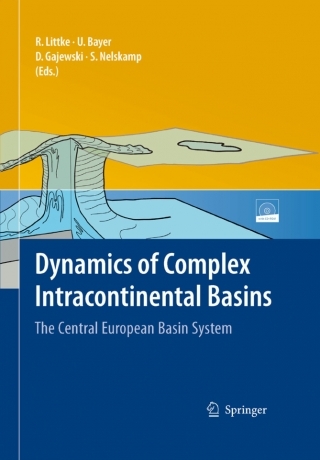 R. Littke · U. Bayer
D. Gajewski · S. Nelskamp
(Eds.)
Dynamics of Complex
Intracontinental Basins
The Central European Basin System
Springer